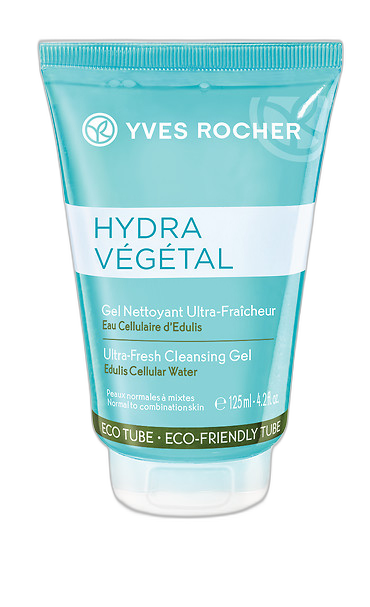 YVES ROCHER
HYDRA
VÉGÉTAL
Gel Nettoyant Ultra-Fraîcheur
Eau Cellulaire d'Edulis
Ultra-Fresh Cleansing Gel
Edulis Cellular Water
Peaux normales à mixtes
Normal to combination skin
℮ 125 ml - 4.2 fl. oz.
ECO TUBE · ECO-FRIENDLY TUBE